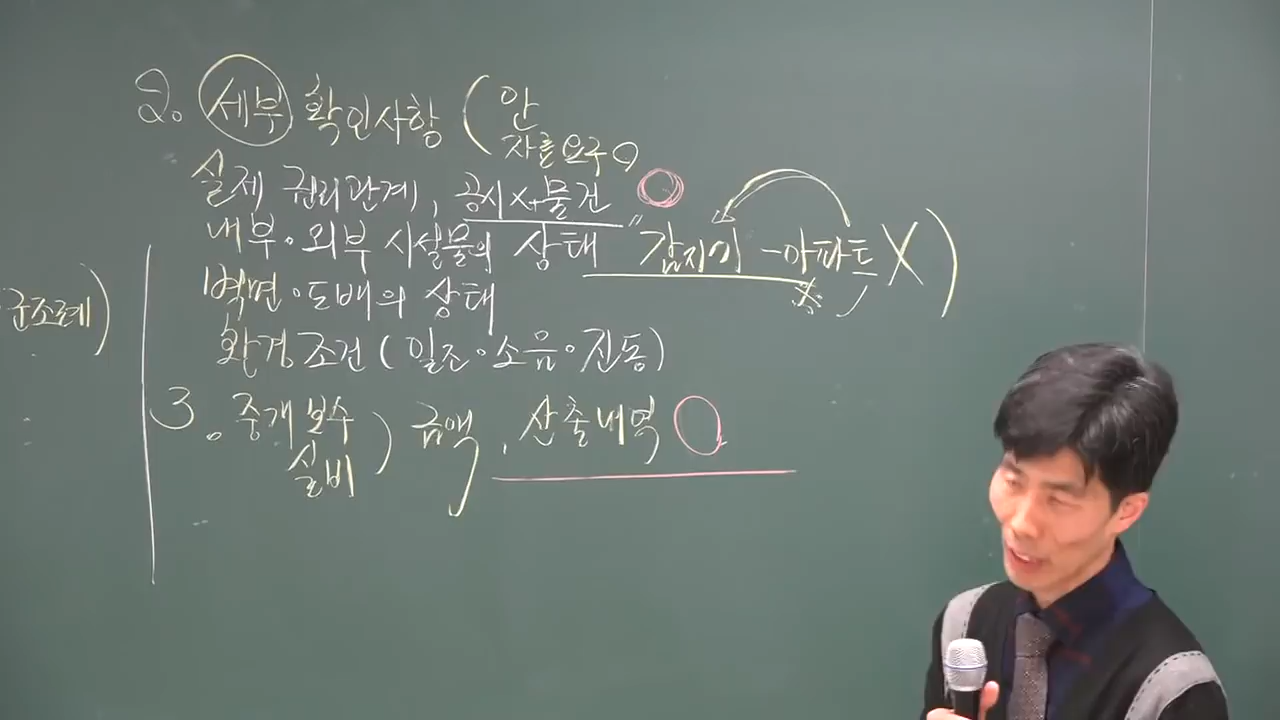 2. 세부 확인사항 ( 안
자료요구 O
실제 권리관계, 공시X물건
내부·외부 시설물의 상태 "감지기 - 아파트 X )
벽면·도배의 상태
환경조건 ( 일조·소음·진동)
3. 중개보수
실비 ) 금액, 산출내역
군조례)